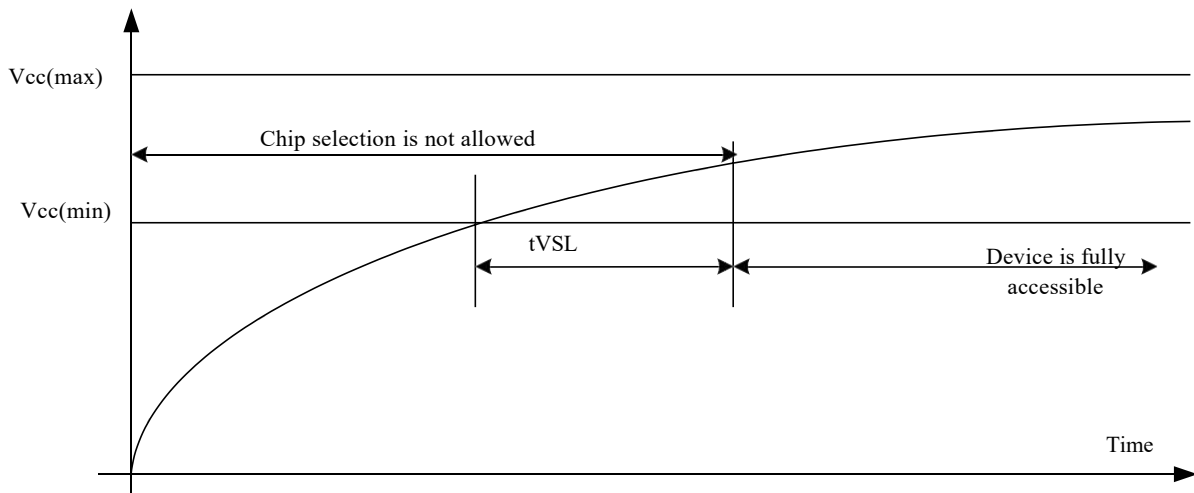 Vcc(max)
Chip selection is not allowed
Vcc(min)
tVSL
Device is fully
accessible
Time